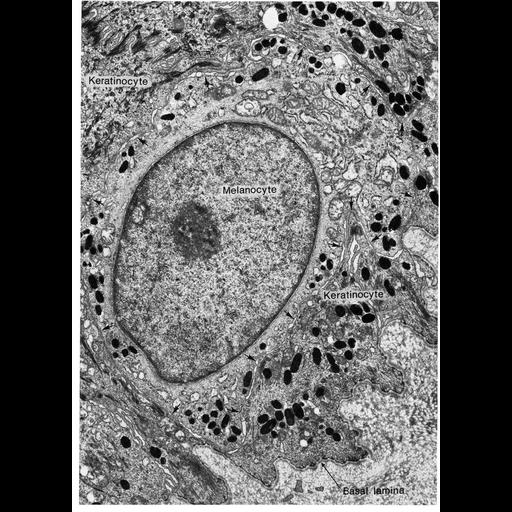 Keratinocyte
Melanocyte
Keratinocyte
Basal lamina